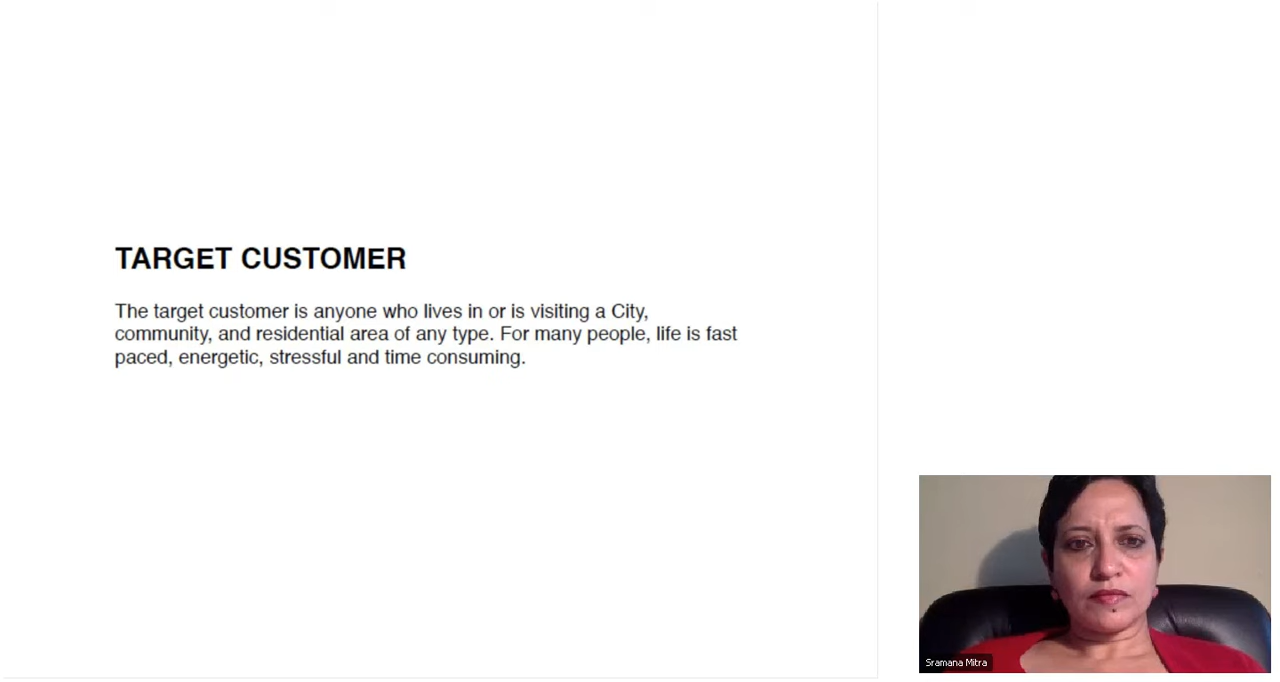 TARGET CUSTOMER
The target customer is anyone who lives in or is visiting a City,
community, and residential area of any type. For many people, life is fast
paced, energetic, stressful and time consuming.
Sramana Mitra